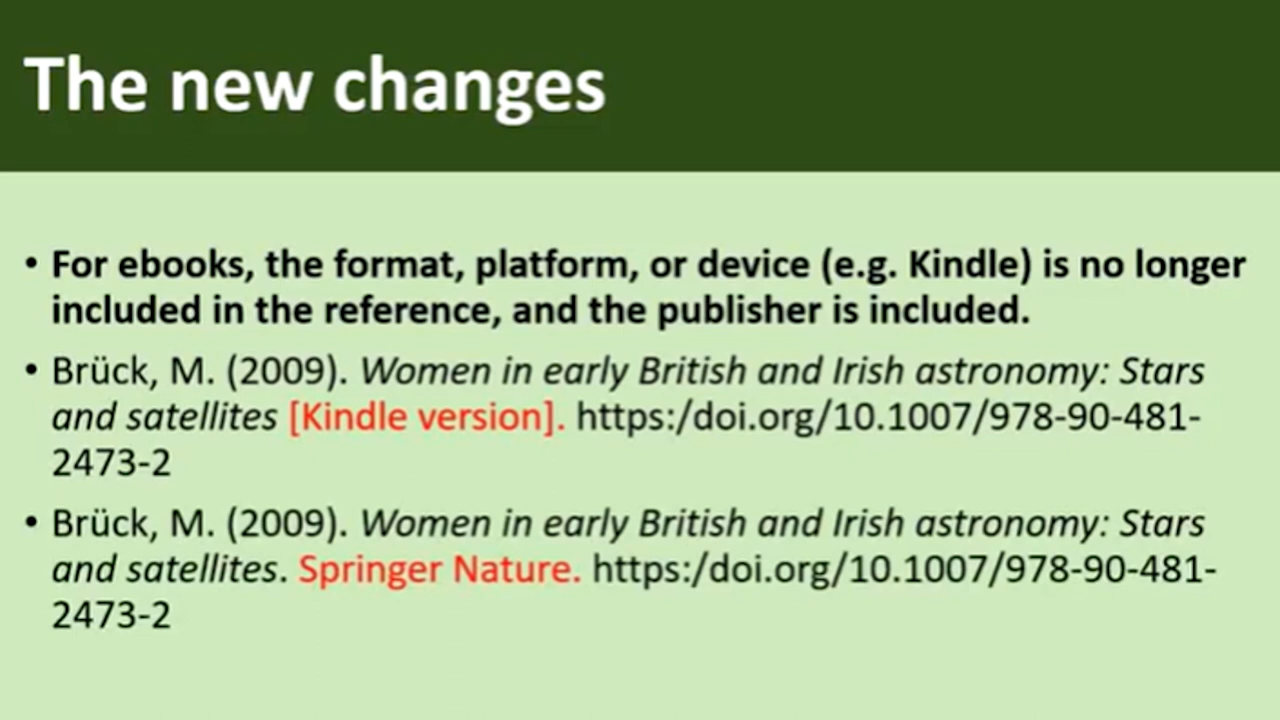 The new changes
• For ebooks, the format, platform, or device (e.g. Kindle) is no longer
included in the reference, and the publisher is included.
• Brück, M. (2009). Women in early British and Irish astronomy: Stars
and satellites [Kindle version]. https:/doi.org/10.1007/978-90-481-
2473-2
• Brück, M. (2009). Women in early British and Irish astronomy: Stars
and satellites. Springer Nature. https:/doi.org/10.1007/978-90-481-
2473-2